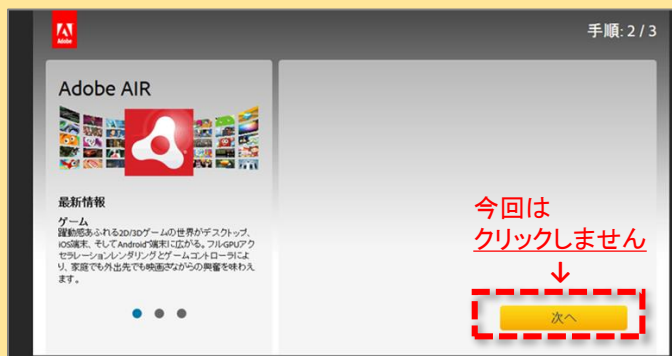 Adobe
手順: 2 / 3
Adobe AIR
最新情報
ゲーム
躍動感あふれる2D/3Dゲームの世界がデスクトップ、
iOS端末、そしてAndroid™端末に広がる。フルGPUアク
セラレーションレンダリングとゲームコントローラによ
り、家庭でも外出先でも映画さながらの興奮を味わえ
ます。
今回は
クリックしません
↓
次へ